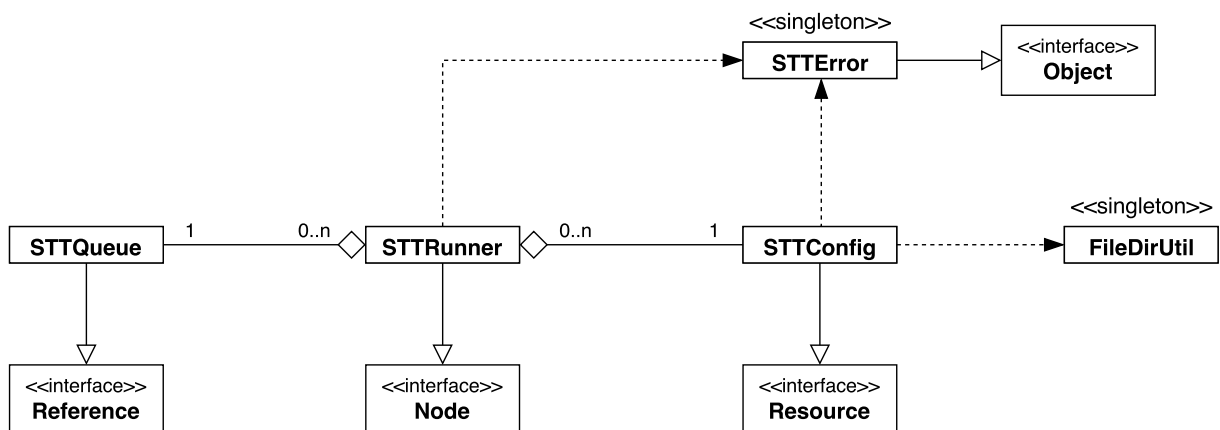 <<singleton>>
STTError
<<interface>>
Object
<<singleton>>
1
0..n
0..n
1
STTQueue
STTRunner
STTConfig
FileDirUtil
<<interface>>
Reference
<<interface>>
Node
<<interface>>
Resource